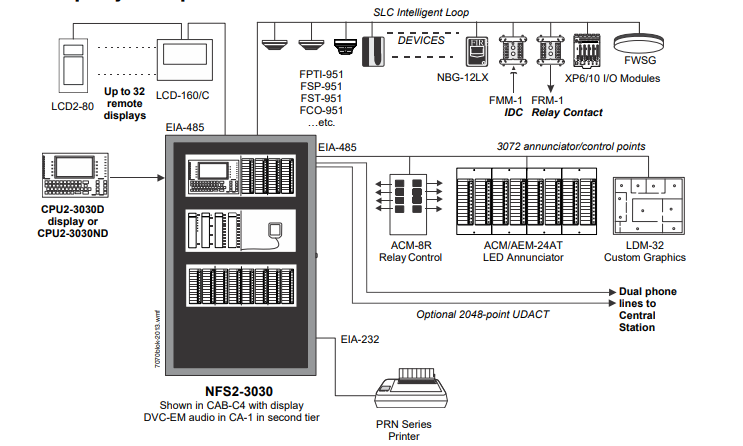 SLC Intelligent Loop
DEVICES
FWSG
NBG-12LX
XP6/10 I/O Modules
FPTI-951
FSP-951
FST-951
FCO-951
...etc.
FMM-1
IDC
FRM-1
Relay Contact
LCD2-80
Up to 32
remote
displays
LCD-160/C
EIA-485
EIA-485
3072 annunciator/control points
CPU2-3030D
display or
CPU2-3030ND
ACM-8R
Relay Control
ACM/AEM-24AT
LED Annunciator
LDM-32
Custom Graphics
Dual phone
lines to
Central
Station
Optional 2048-point UDACT
7070blok-2013.wmf
EIA-232
NFS2-3030
Shown in CAB-C4 with display
DVC-EM audio in CA-1 in second tier
PRN Series
Printer